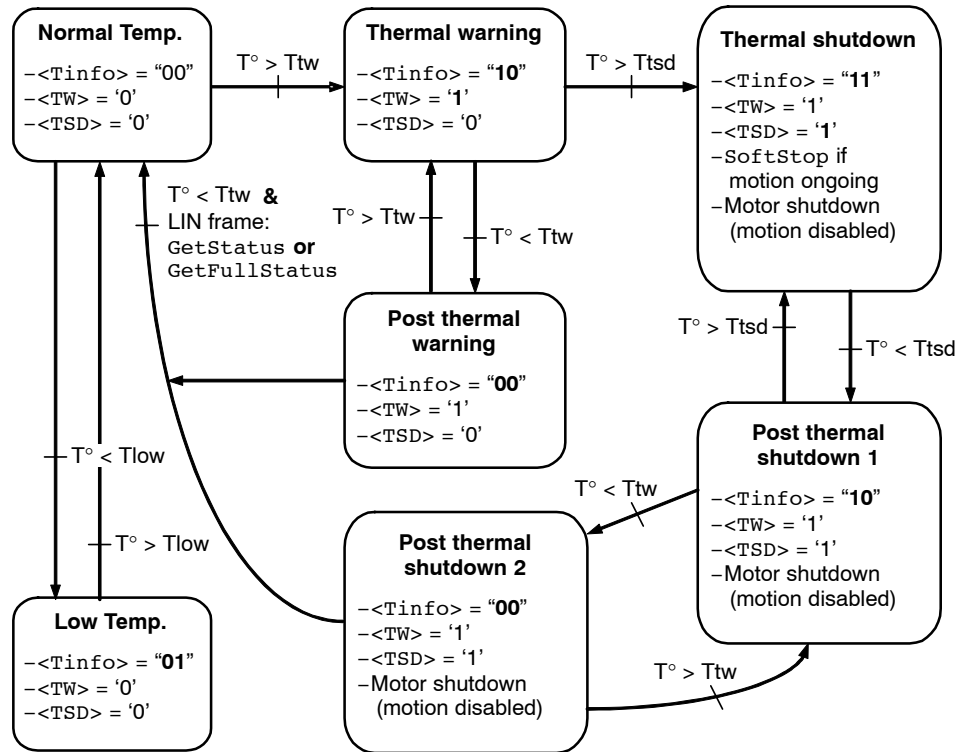 Normal Temp.
–<Tinfo> = “00”
–<TW> = ‘0’
–<TSD> = ‘0’
T° > Ttw
Thermal warning
–<Tinfo> = “10”
–<TW> = ‘1’
–<TSD> = ‘0’
T° > Ttsd
Thermal shutdown
–<Tinfo> = “11”
–<TW> = ‘1’
–<TSD> = ‘1’
–SoftStop if
motion ongoing
–Motor shutdown
(motion disabled)
T° < Ttw &
LIN frame:
GetStatus or
GetFullStatus
T° > Ttw
T° < Ttw
Post thermal
warning
–<Tinfo> = “00”
–<TW> = ‘1’
–<TSD> = ‘0’
T° > Ttsd
T° < Ttsd
Post thermal
shutdown 1
–<Tinfo> = “10”
–<TW> = ‘1’
–<TSD> = ‘1’
–Motor shutdown
(motion disabled)
T° < Ttw
Post thermal
shutdown 2
–<Tinfo> = “00”
–<TW> = ‘1’
–<TSD> = ‘1’
–Motor shutdown
(motion disabled)
T° > Ttw
T° < Tlow
T° > Tlow
Low Temp.
–<Tinfo> = “01”
–<TW> = ‘0’
–<TSD> = ‘0’